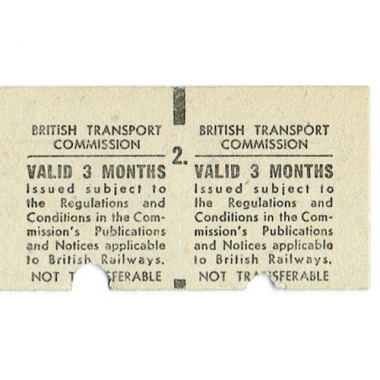 BRITISH TRANSPORT
COMMISSION
VALID 3 MONTHS
Issued subject to
the Regulations and
Conditions in the Com-
mission's Publications
and Notices applicable
to British Railways.
2.
BRITISH TRANSPORT
COMMISSION
VALID 3 MONTHS
Issued subject to
the Regulations and
Conditions in the Com-
mission's Publications
and Notices applicable
to British Railways.
NOT
NOT